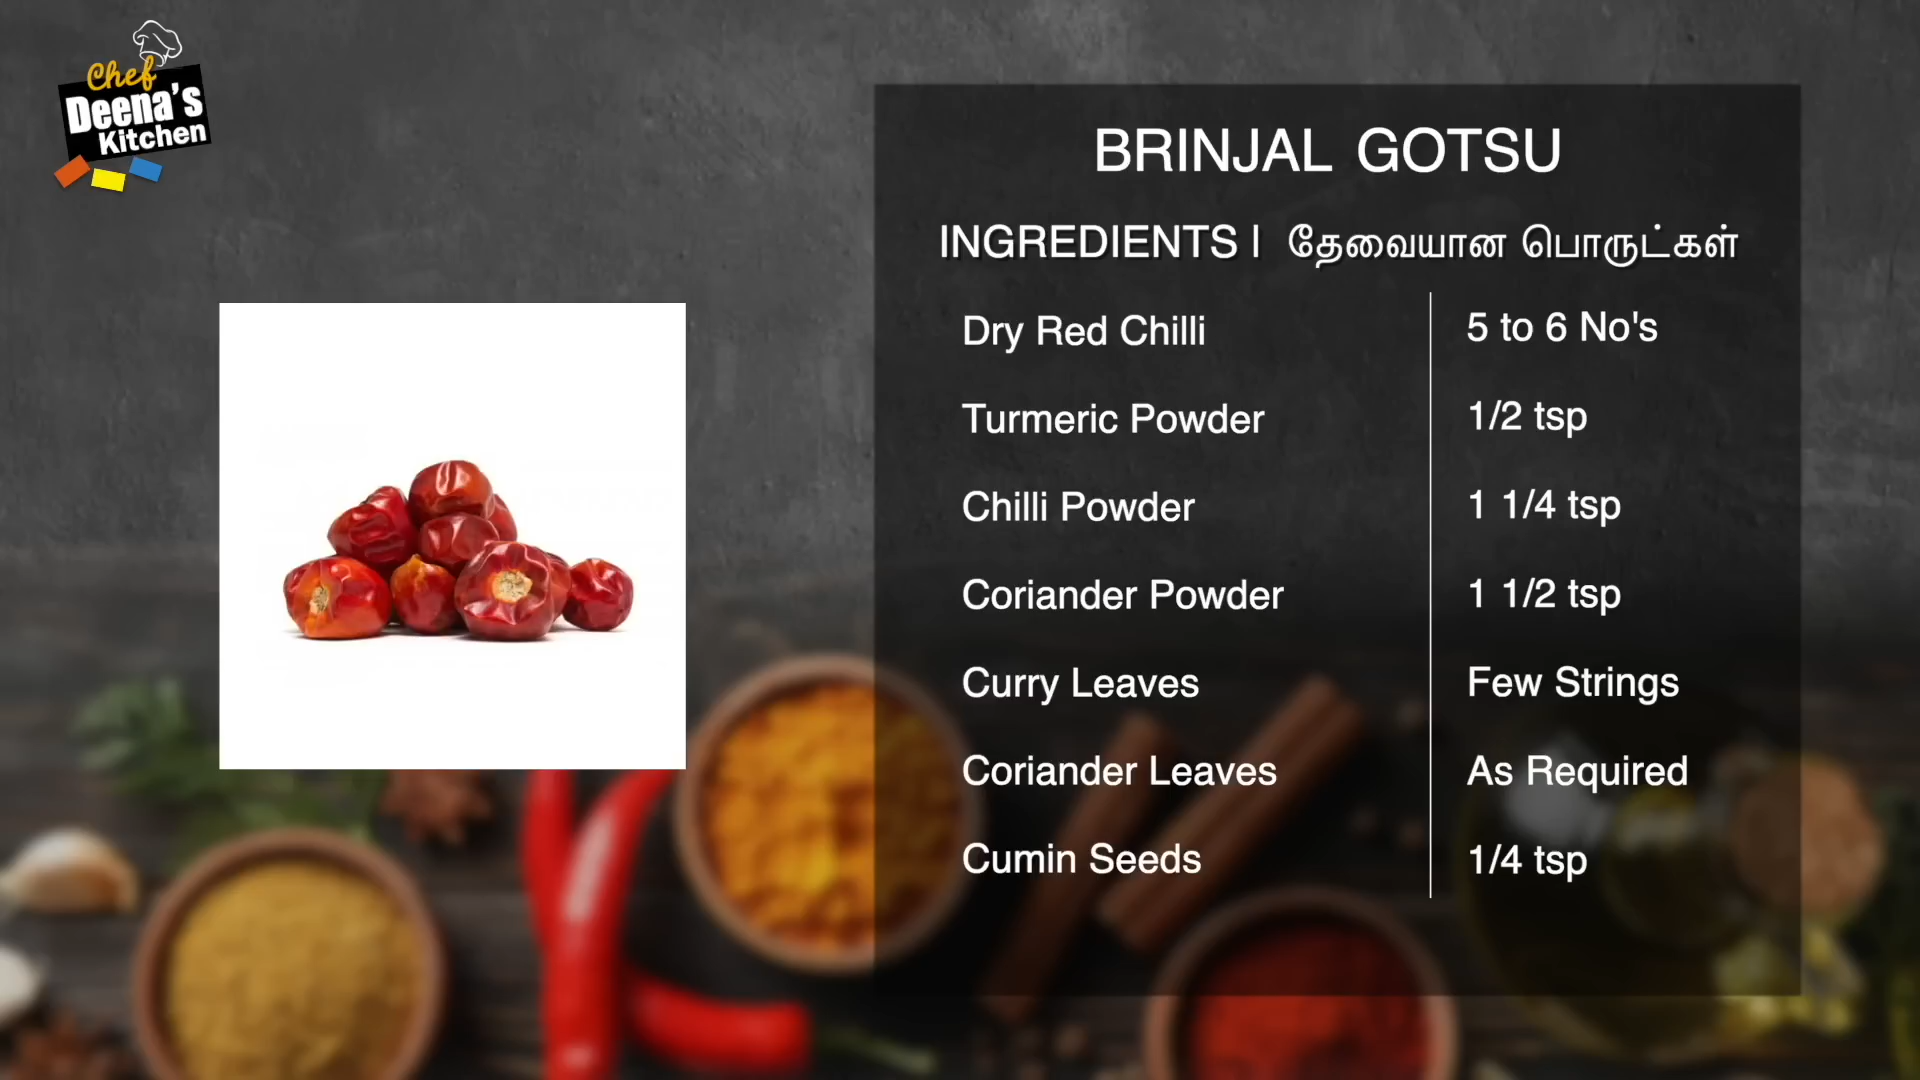 Chef
Deena's
Kitchen
BRINJAL GOTSU
INGREDIENTS | தேவையான பொருட்கள்
Dry Red Chilli 5 to 6 No's
Turmeric Powder 1/2 tsp
Chilli Powder 1 1/4 tsp
Coriander Powder 1 1/2 tsp
Curry Leaves Few Strings
Coriander Leaves As Required
Cumin Seeds 1/4 tsp